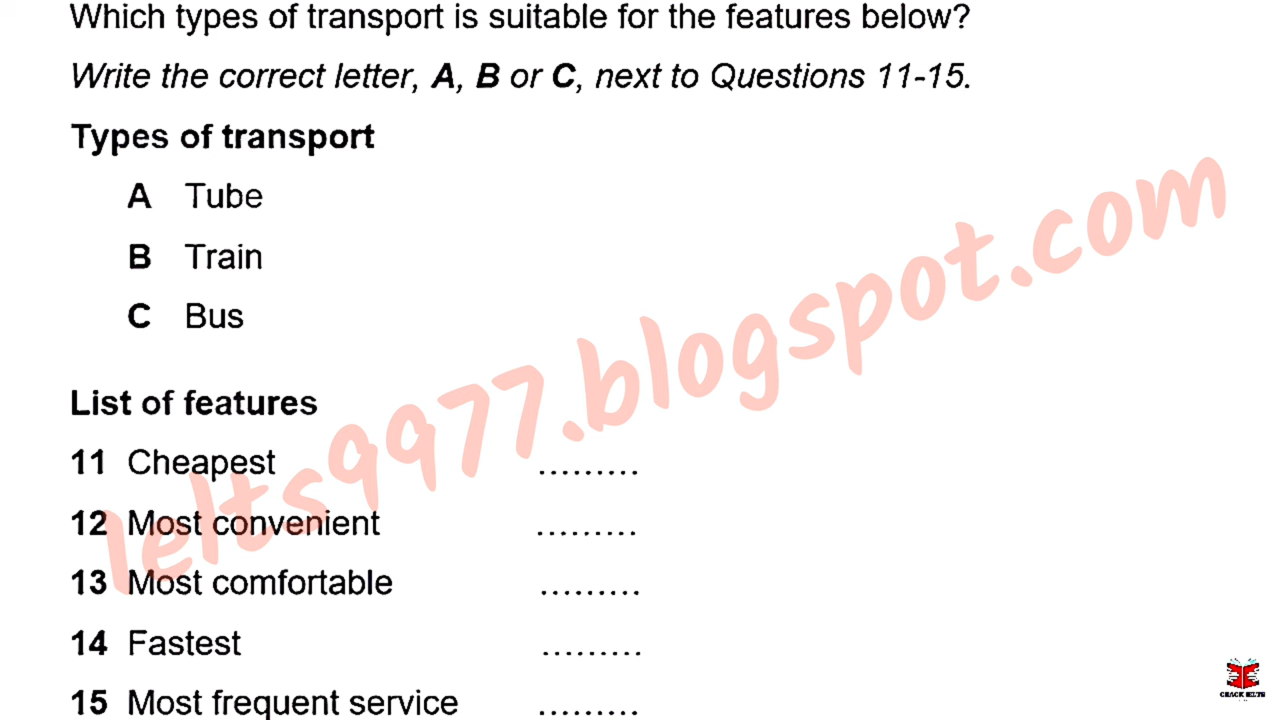 Which types of transport is suitable for the features below?
Write the correct letter, A, B or C, next to Questions 11-15.
Types of transport
A Tube
B Train
C Bus
List of features
11 Cheapest .........
12 Most convenient .........
13 Most comfortable .........
14 Fastest .........
15 Most frequent service .........
Ielts9977.blogspot.com
CRACK IELTS